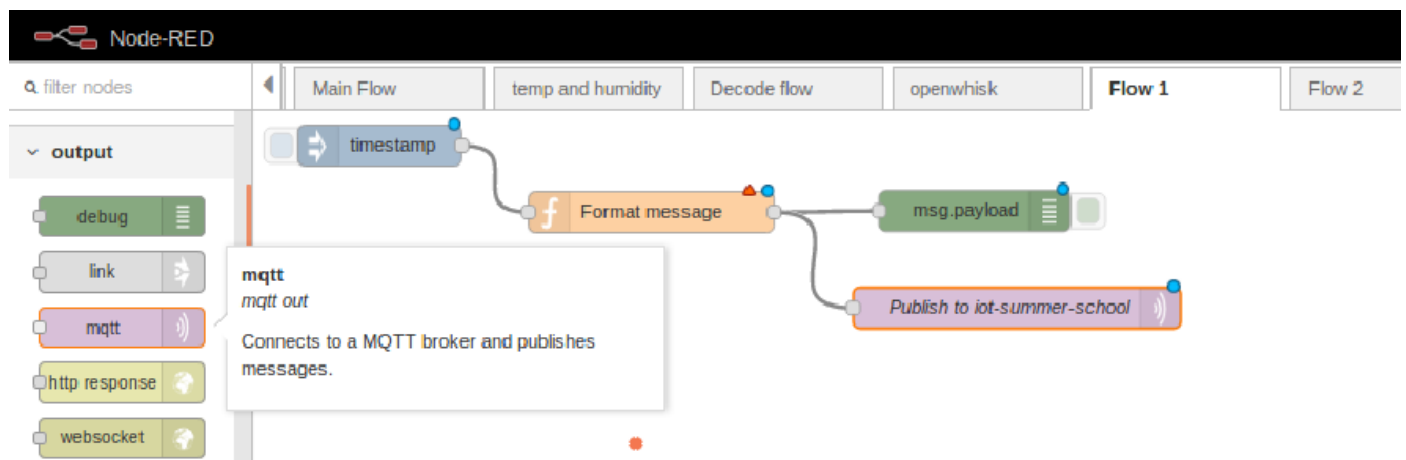 Node-RED
filter nodes
Main Flow
temp and humidity
Decode flow
openwhisk
Flow 1
Flow 2
output
timestamp
debug
Format message
msg.payload
link
mqtt
mqtt out
mqtt
Publish to iot-summer-school
Connects to a MQTT broker and publishes
messages.
http response
websocket